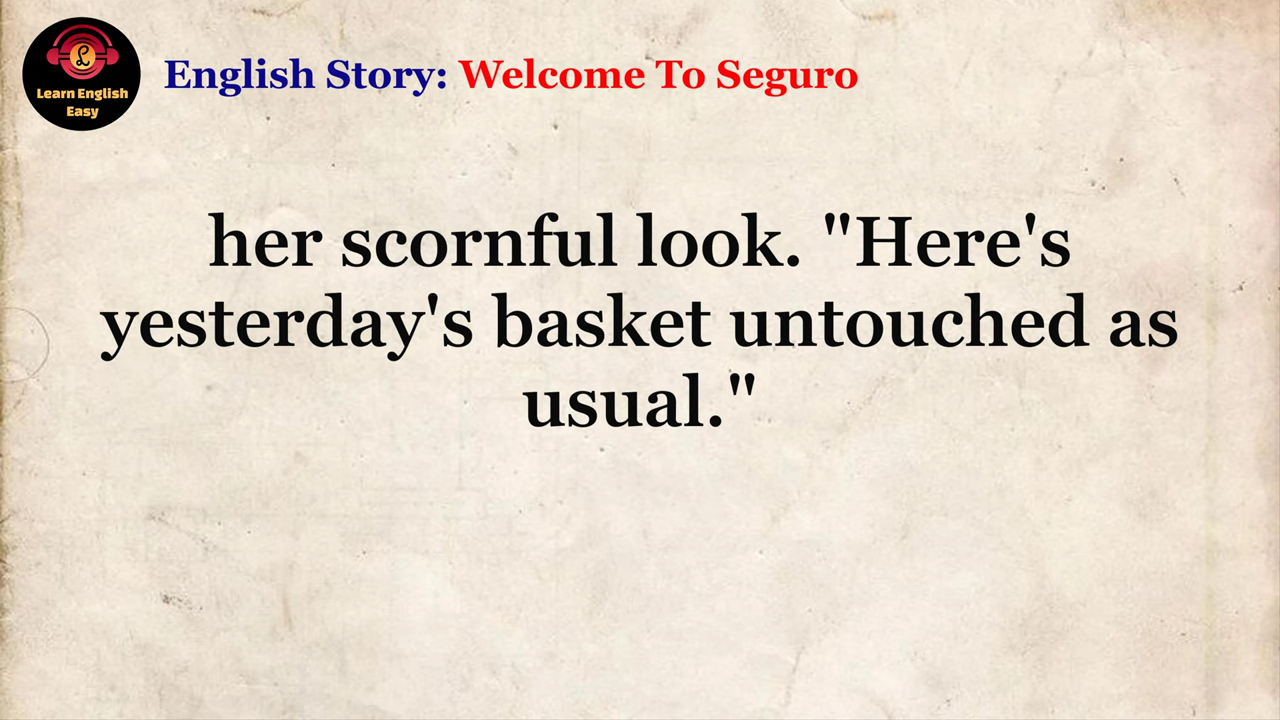 Learn English
Easy
English Story: Welcome To Seguro
her scornful look. "Here's
yesterday's basket untouched as
usual."